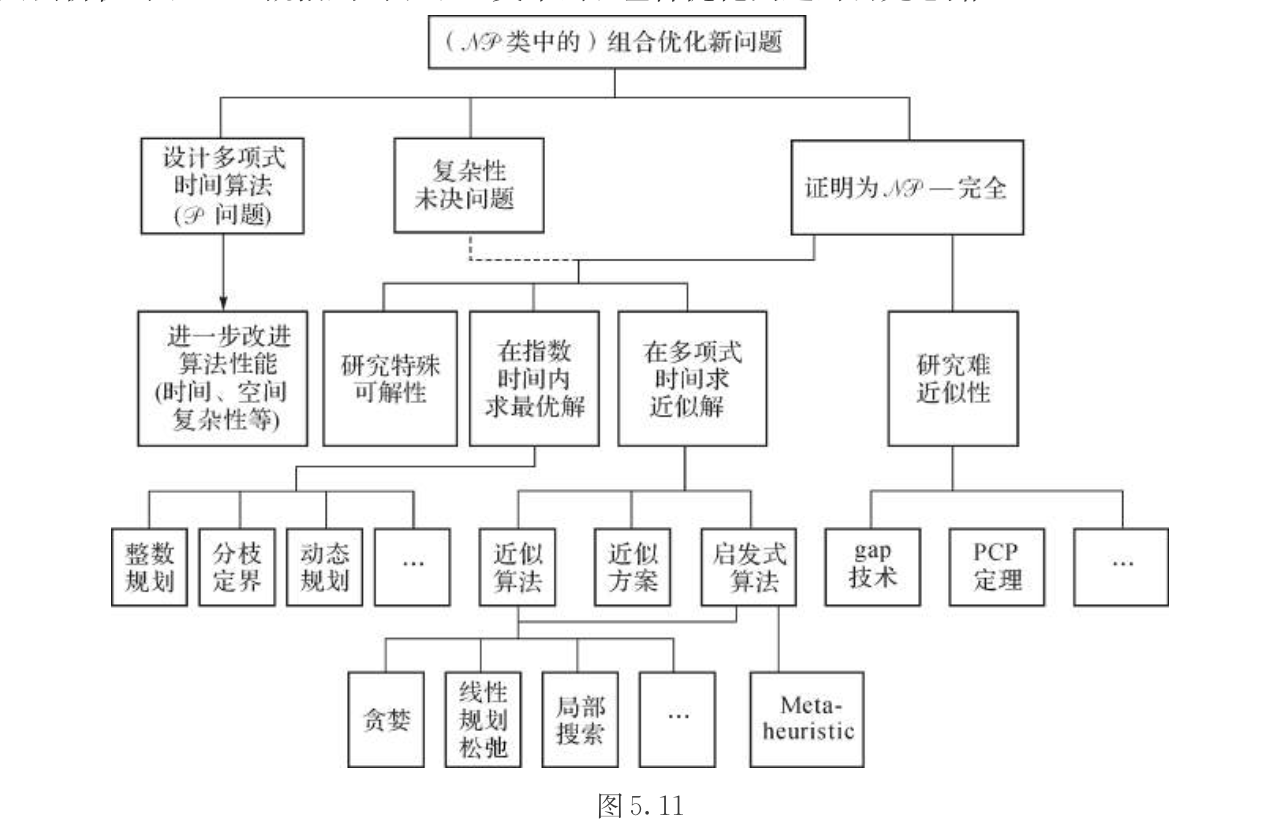 (𝒩𝒫类中的)组合优化新问题
设计多项式
时间算法
(𝒫 问题)
复杂性
未决问题
证明为𝒩𝒫—完全
进一步改进
算法性能
(时间、空间
复杂性等)
研究特殊
可解性
在指数
时间内
求最优解
在多项式
时间求
近似解
研究难
近似性
整数
规划
分枝
定界
动态
规划
…
近似
算法
近似
方案
启发式
算法
gap
技术
PCP
定理
…
贪婪
线性
规划
松弛
局部
搜索
…
Meta-
heuristic
图 5.11